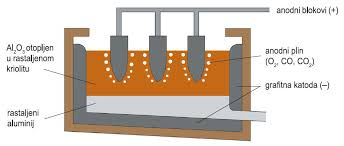 anodni blokovi (+)
Al₂O₃ otopljen
u rastaljenom
kriolitu
anodni plin
(O₂, CO, CO₂)
grafitna katoda (–)
rastaljeni
aluminij